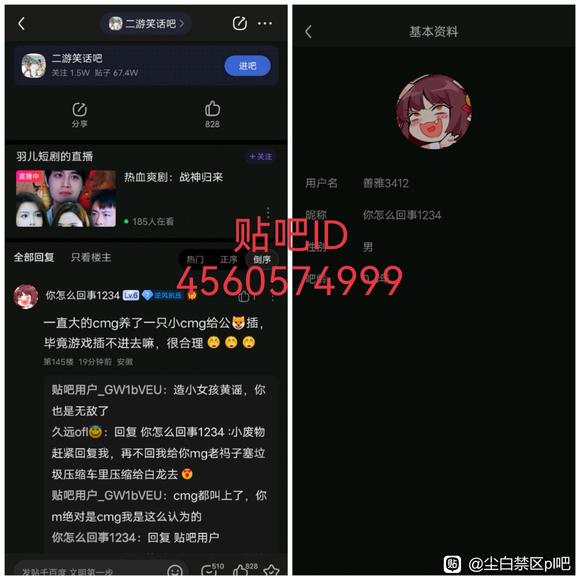 二游笑话吧
二游笑话吧
关注 1.5W 贴子 67.4W
进吧
分享
828
羽儿短剧的直播
+关注
直播中
热血爽剧：战神归来
185人在看
全部回复 只看楼主
热门 正序 倒序
你怎么回事1234 Lv.6 逆风抗压
1
一直大的cmg养了一只小cmg给公🐶插，
毕竟游戏插不进去嘛，很合理
第145楼 19分钟前 安徽
贴吧用户_GW1bVEU：造小女孩黄谣，你
也是无敌了
久远ofl：回复 你怎么回事1234 :小废物
赶紧回复我，再不回我给你mg老袇子塞垃
圾压缩车里压缩给白龙去
贴吧用户_GW1bVEU：cmg都叫上了，你
m绝对是cmg我是这么认为的
你怎么回事1234：回复 贴吧用户
发贴千百度 文明第一步
510
828
基本资料
用户名 善雅3412
昵称 你怎么回事1234
性别 男
吧龄
贴吧ID
4560574999
贴 @尘白禁区pl吧